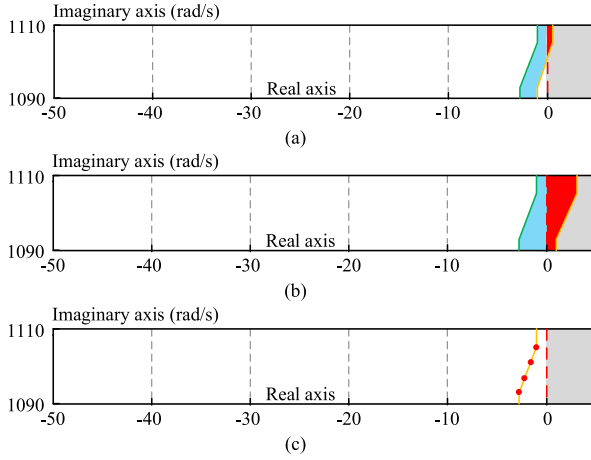 Imaginary axis (rad/s)
1110
Real axis
1090
-50 -40 -30 -20 -10 0
(a)
Imaginary axis (rad/s)
1110
Real axis
1090
-50 -40 -30 -20 -10 0
(b)
Imaginary axis (rad/s)
1110
Real axis
1090
-50 -40 -30 -20 -10 0
(c)